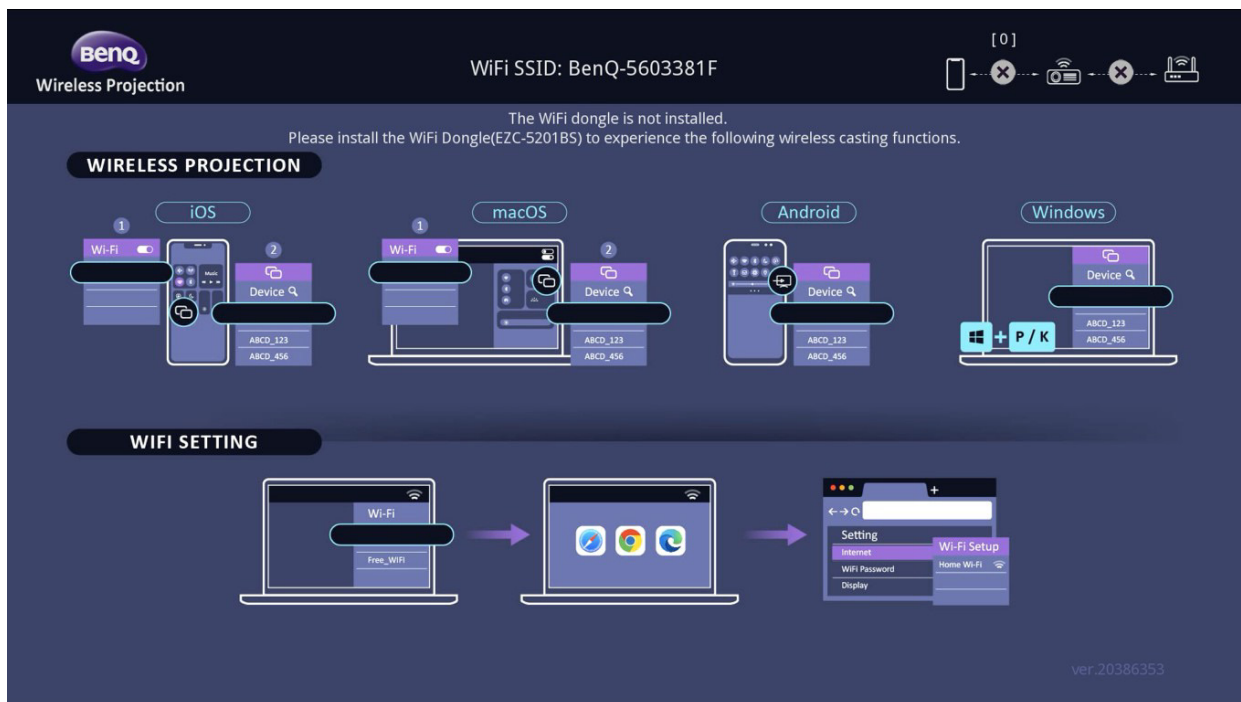 BenQ
Wireless Projection
WiFi SSID: BenQ-5603381F
[ 0 ]
The WiFi dongle is not installed.
Please install the WiFi Dongle(EZC-5201BS) to experience the following wireless casting functions.
WIRELESS PROJECTION
iOS
1
Wi-Fi
Music
2
Device
ABCD_123
ABCD_456
macOS
1
Wi-Fi
2
Device
ABCD_123
ABCD_456
Android
Device
ABCD_123
ABCD_456
Windows
Device
ABCD_123
ABCD_456
+ P / K
WIFI SETTING
Wi-Fi
Free_WIFI
+
Setting
Internet
WiFi Password
Display
Wi-Fi Setup
Home Wi-Fi
ver.20386353